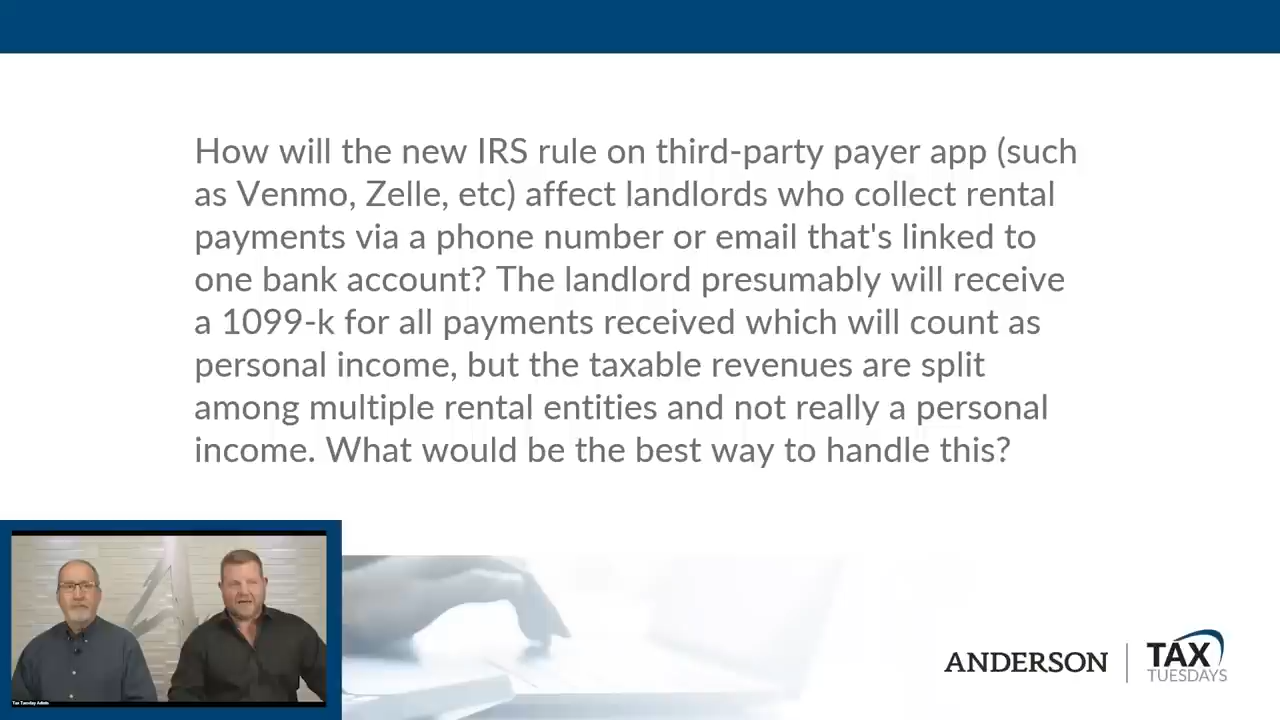 How will the new IRS rule on third-party payer app (such
as Venmo, Zelle, etc) affect landlords who collect rental
payments via a phone number or email that's linked to
one bank account? The landlord presumably will receive
a 1099-k for all payments received which will count as
personal income, but the taxable revenues are split
among multiple rental entities and not really a personal
income. What would be the best way to handle this?
ANDERSON
TAX
TUESDAYS
Tax Tuesday Admin